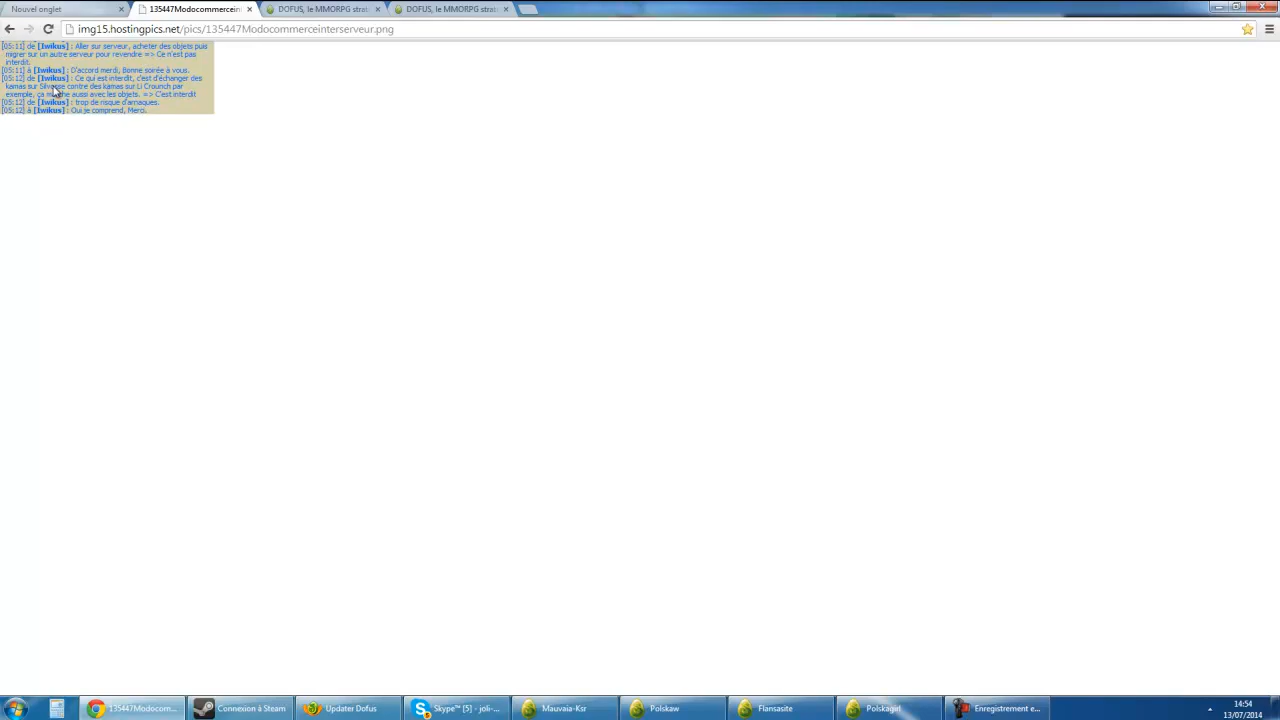 Nouvel onglet
135447Modocommercein
DOFUS, le MMORPG strat
DOFUS, le MMORPG strat
img15.hostingpics.net/pics/135447Modocommerceinterserveur.png
[05:11] de [Iwikus] : Aller sur serveur, acheter des objets puis
migrer sur un autre serveur pour revendre => Ce n'est pas
interdit.
[05:11] à [Iwikus] : D'accord merdi, Bonne soirée à vous.
[05:12] de [Iwikus] : Ce qui est interdit, c'est d'échanger des
kamas sur Silvosse contre des kamas sur Li Crounch par
exemple, ça marche aussi avec les objets. => C'est interdit
[05:12] de [Iwikus] : trop de risque d'arnaques.
[05:12] à [Iwikus] : Oui je comprend, Merci.
135447Modocom...
Connexion à Steam
Updater Dofus
Skype™ [5] - joli-...
Mauvaia-Ksr
Polskaw
Flansasite
Polskagirl
Enregistrement e...
14:54
13/07/2014